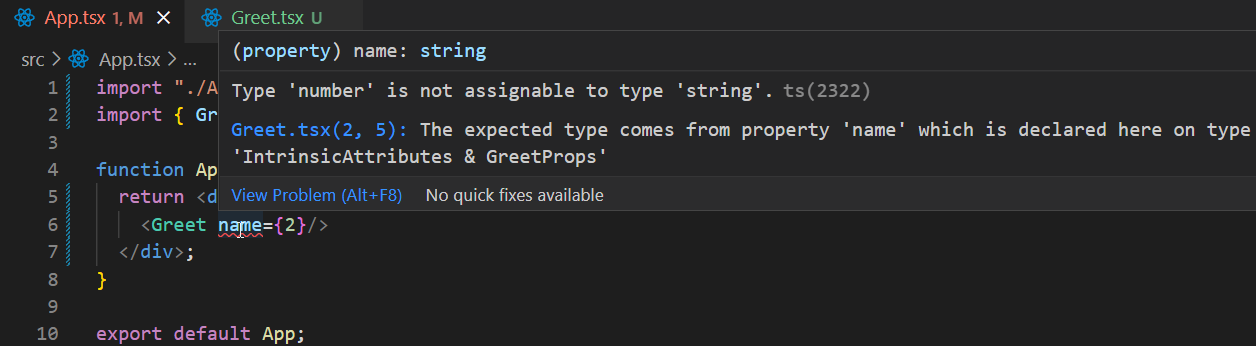 App.tsx 1, M Greet.tsx U
src > App.tsx > ...
(property) name: string
Type 'number' is not assignable to type 'string'. ts(2322)
Greet.tsx(2, 5): The expected type comes from property 'name' which is declared here on type
'IntrinsicAttributes & GreetProps'
View Problem (Alt+F8) No quick fixes available
1 import "./A
2 import { Gr
3
4 function Ap
5 return <d
6 <Greet name={2}/>
7 </div>;
8 }
9
10 export default App;